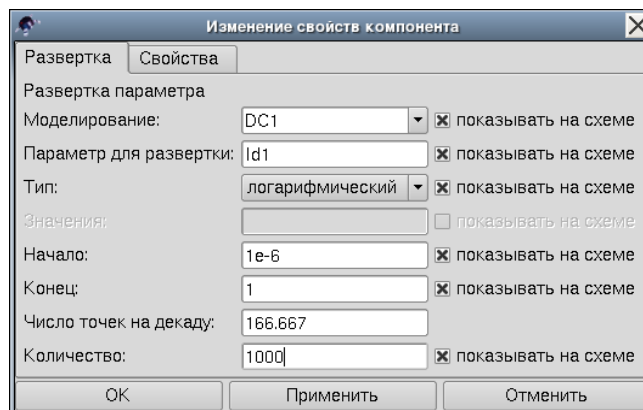 Изменение свойств компонента
Развертка Свойства
Развертка параметра
Моделирование: DC1 показывать на схеме
Параметр для развертки: Id1 показывать на схеме
Тип: логарифмический показывать на схеме
Значения: показывать на схеме
Начало: 1e-6 показывать на схеме
Конец: 1 показывать на схеме
Число точек на декаду: 166.667
Количество: 1000 показывать на схеме
OK Применить Отменить